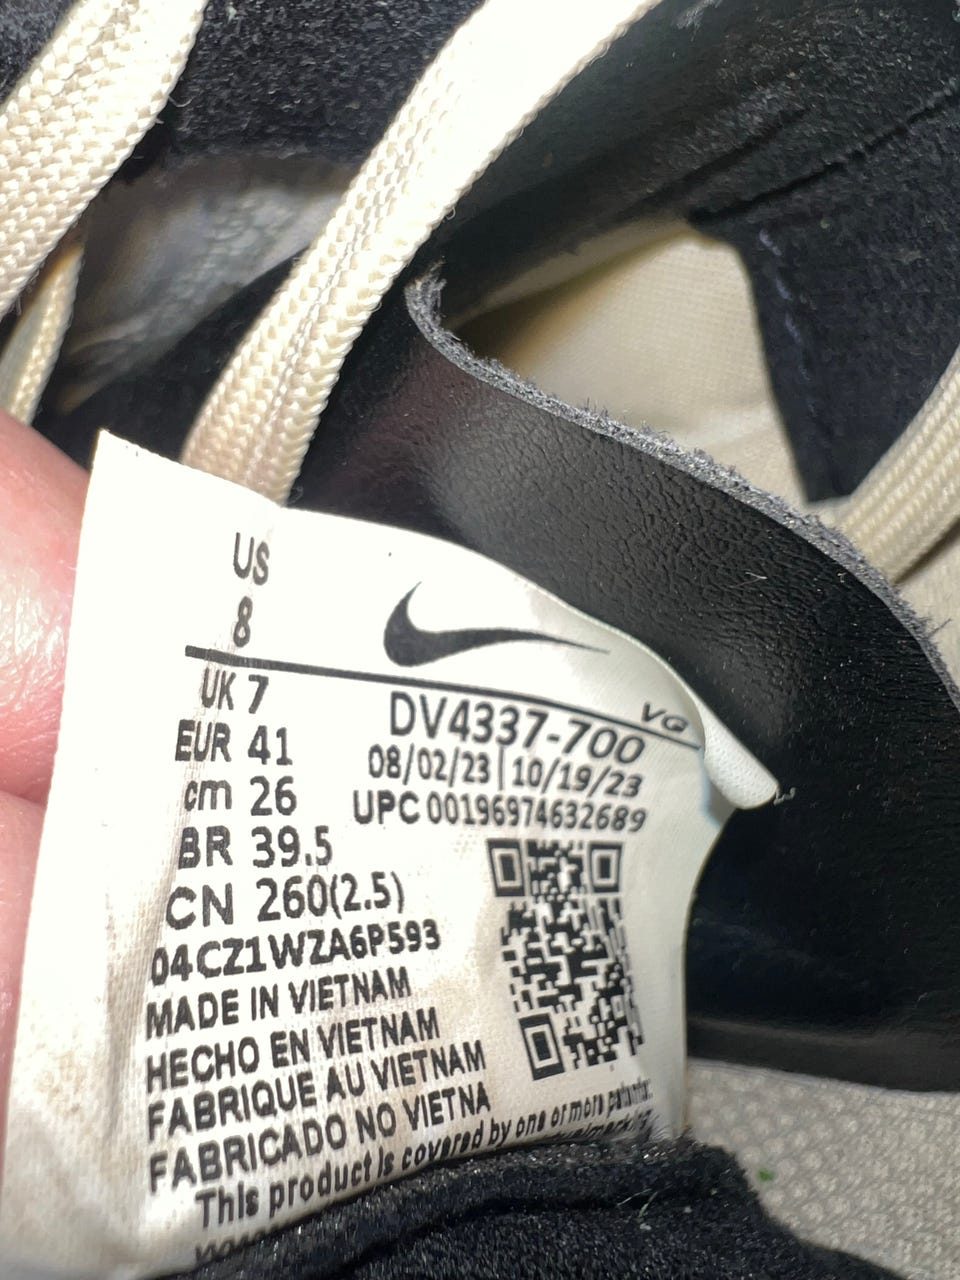 US
8
VG
UK 7
DV4337-700
EUR 41
08/02/23 | 10/19/23
cm 26
UPC 00196974632689
BR 39.5
CN 260(2.5)
04CZ1WZA6P593
MADE IN VIETNAM
HECHO EN VIETNAM
FABRIQUE AU VIETNAM
FABRICADO NO VIETNA
This product is covered by one or more patents.